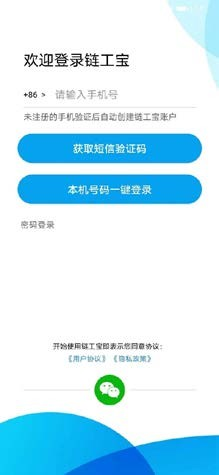 欢迎登录链工宝
+86 > 请输入手机号
未注册的手机验证后自动创建链工宝账户
获取短信验证码
本机号码一键登录
密码登录
开始使用链工宝即表示您同意协议：
《用户协议》《隐私政策》